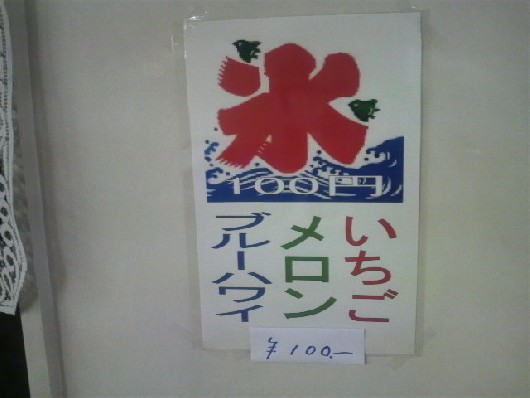 氷
100円
いちご
メロン
ブルーハワイ
¥100.-